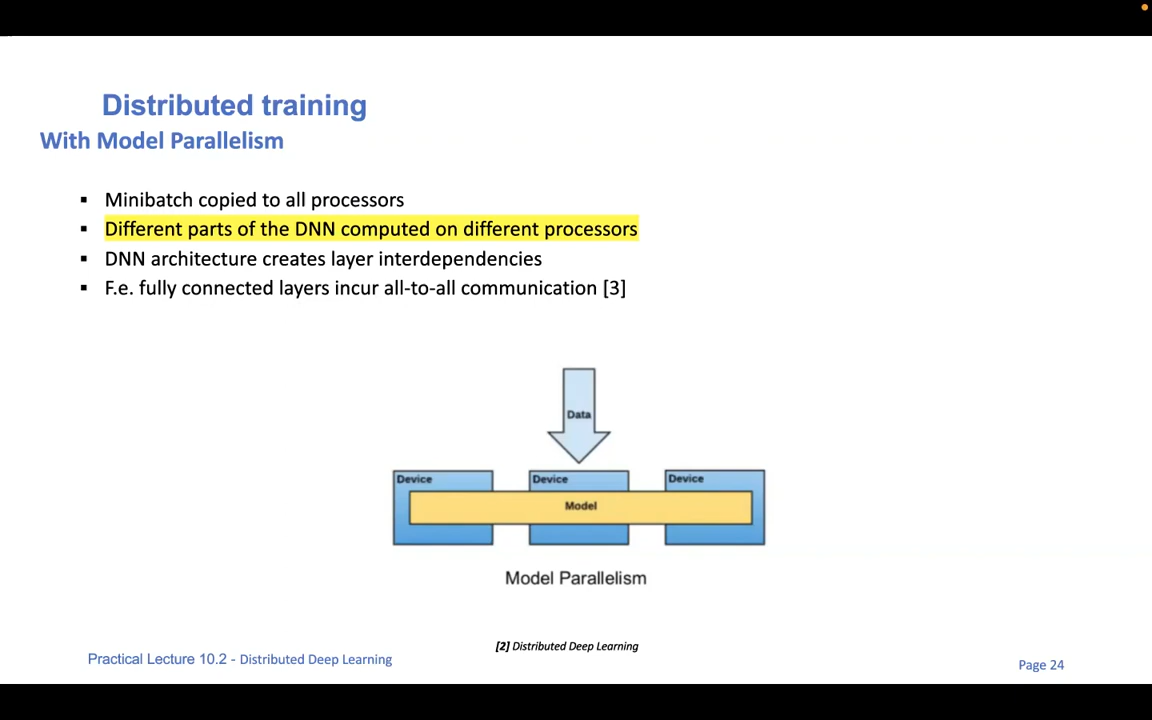 Distributed training
With Model Parallelism
▪ Minibatch copied to all processors
▪ Different parts of the DNN computed on different processors
▪ DNN architecture creates layer interdependencies
▪ F.e. fully connected layers incur all-to-all communication [3]
Data
Device
Device
Device
Model
Model Parallelism
[2] Distributed Deep Learning
Practical Lecture 10.2 - Distributed Deep Learning
Page 24